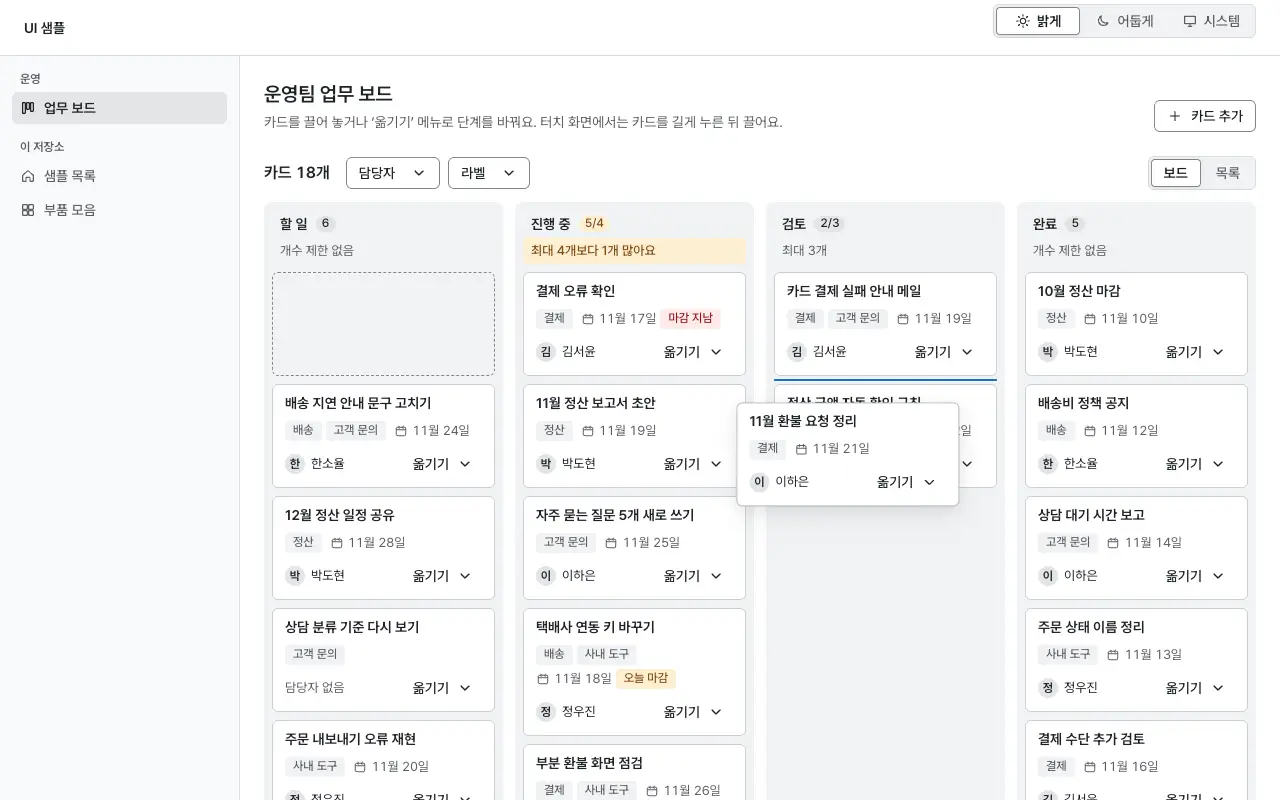 UI 샘플
밝게
어둡게
시스템
운영
업무 보드
이 저장소
샘플 목록
부품 모음
운영팀 업무 보드
카드를 끌어 놓거나 ‘옮기기’ 메뉴로 단계를 바꿔요. 터치 화면에서는 카드를 길게 누른 뒤 끌어요.
카드 추가
카드 18개
담당자
라벨
보드
목록
할 일 6
개수 제한 없음
배송 지연 안내 문구 고치기
배송 고객 문의 11월 24일
한 한소율 옮기기
12월 정산 일정 공유
정산 11월 28일
박 박도현 옮기기
상담 분류 기준 다시 보기
고객 문의
담당자 없음 옮기기
주문 내보내기 오류 재현
사내 도구 11월 20일
정 정우진 옮기기
진행 중 5/4
최대 4개보다 1개 많아요
결제 오류 확인
결제 11월 17일 마감 지남
김 김서윤 옮기기
11월 정산 보고서 초안
정산 11월 19일
박 박도현 옮기기
자주 묻는 질문 5개 새로 쓰기
고객 문의 11월 25일
이 이하은 옮기기
택배사 연동 키 바꾸기
배송 사내 도구
11월 18일 오늘 마감
정 정우진 옮기기
부분 환불 화면 점검
결제 사내 도구 11월 26일
검토 2/3
최대 3개
카드 결제 실패 안내 메일
결제 고객 문의 11월 19일
김 김서윤 옮기기
11월 환불 요청 정리
결제 11월 21일
이 이하은 옮기기
완료 5
개수 제한 없음
10월 정산 마감
정산 11월 10일
박 박도현 옮기기
배송비 정책 공지
배송 11월 12일
한 한소율 옮기기
상담 대기 시간 보고
고객 문의 11월 14일
이 이하은 옮기기
주문 상태 이름 정리
사내 도구 11월 13일
정 정우진 옮기기
결제 수단 추가 검토
결제 11월 16일
김 김서윤 옮기기